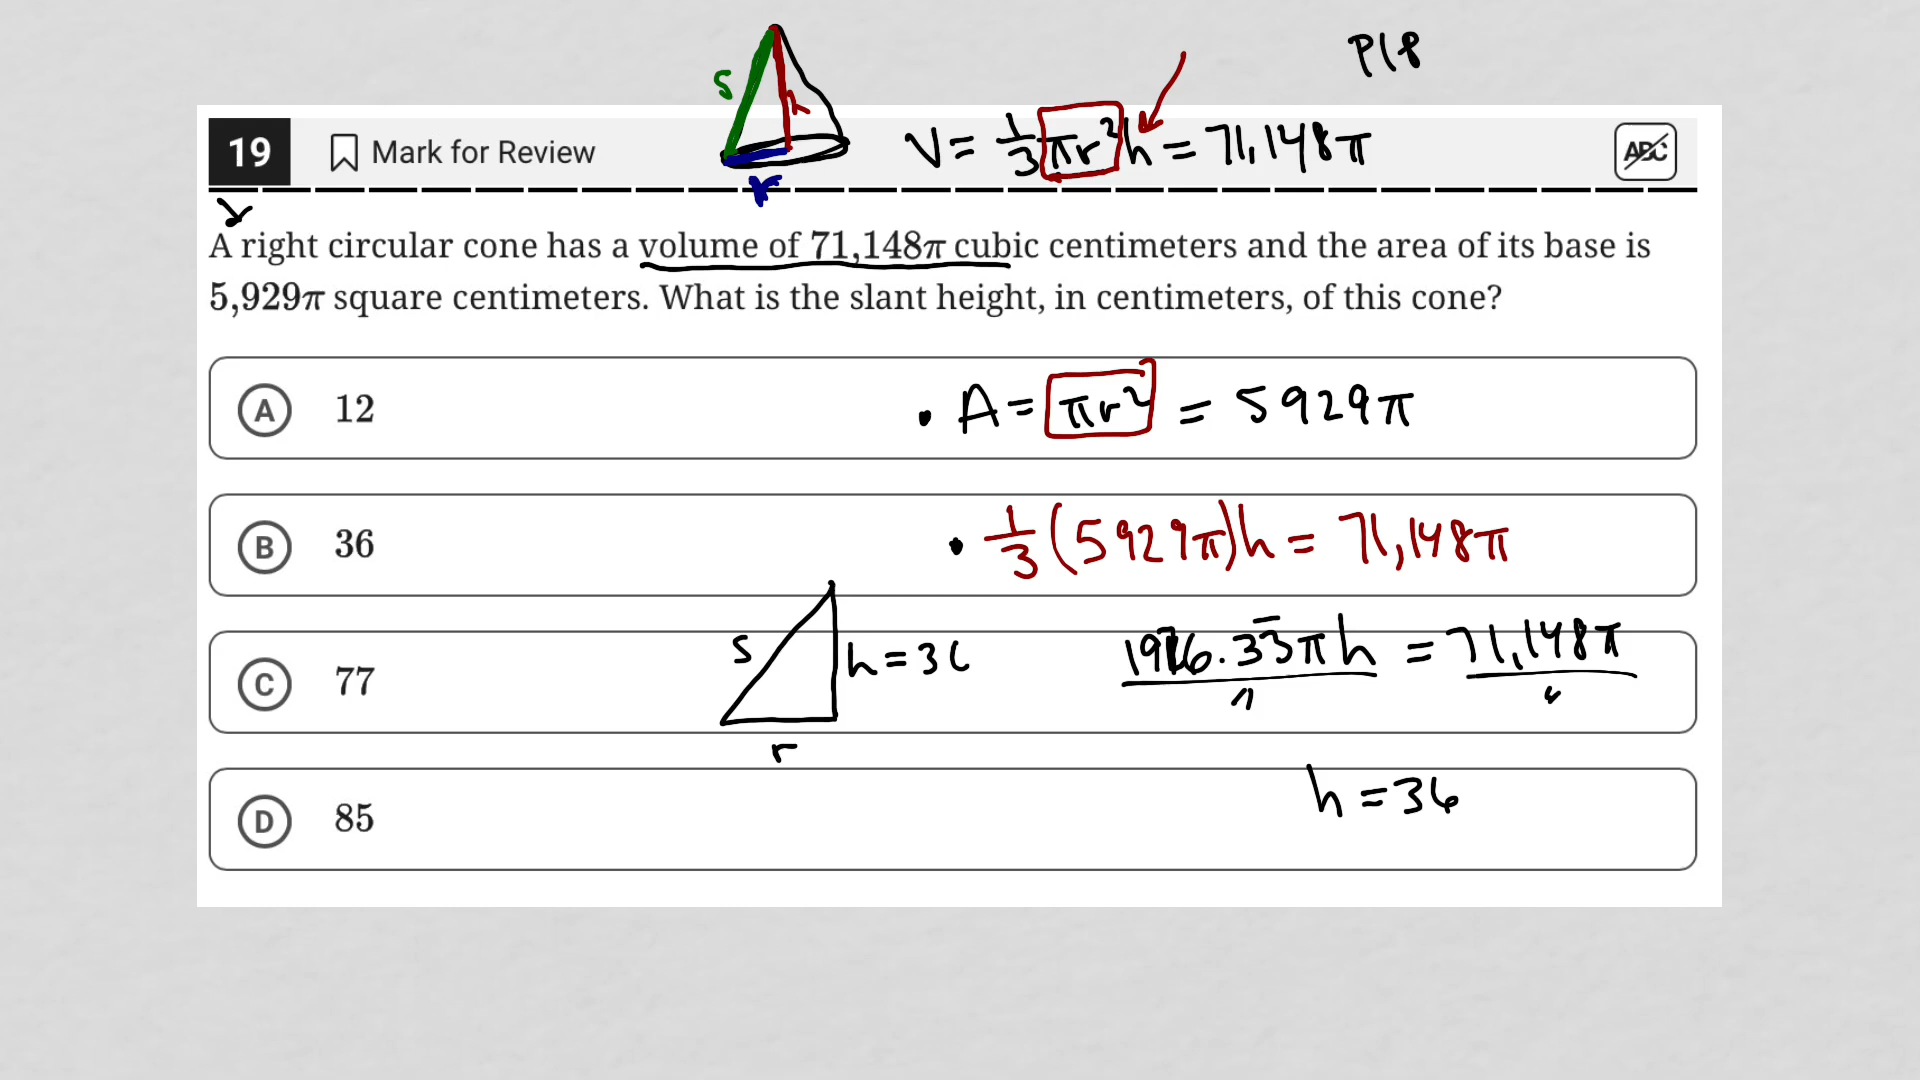 P18
S
h
r
V = 1/3 πr²h = 71,148π
19 Mark for Review ABC
A right circular cone has a volume of 71,148π cubic centimeters and the area of its base is
5,929π square centimeters. What is the slant height, in centimeters, of this cone?
A 12
• A = πr² = 5929π
B 36
• 1/3 (5929π)h = 71,148π
C 77
s
h = 36
r
1976.33π h = 71,148π
D 85
h = 36